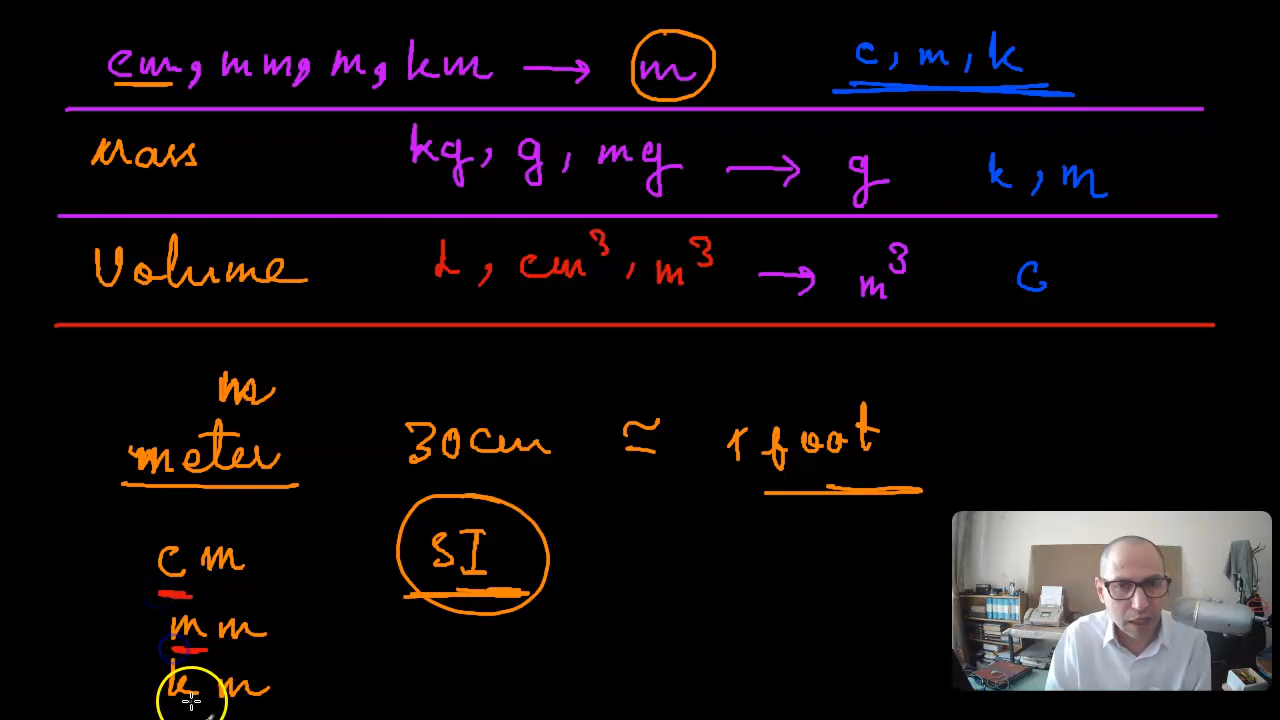 cm, mm, m, km → m c, m, k
Mass kg, g, mg → g k, m
Volume L, cm³, m³ → m³ c
m
meter 30cm ≅ 1 foot
cm SI
mm
km